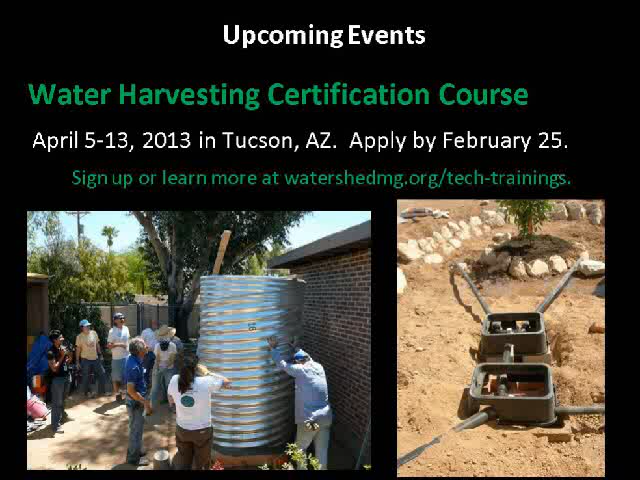 Upcoming Events
Water Harvesting Certification Course
April 5-13, 2013 in Tucson, AZ. Apply by February 25.
Sign up or learn more at watershedmg.org/tech-trainings.